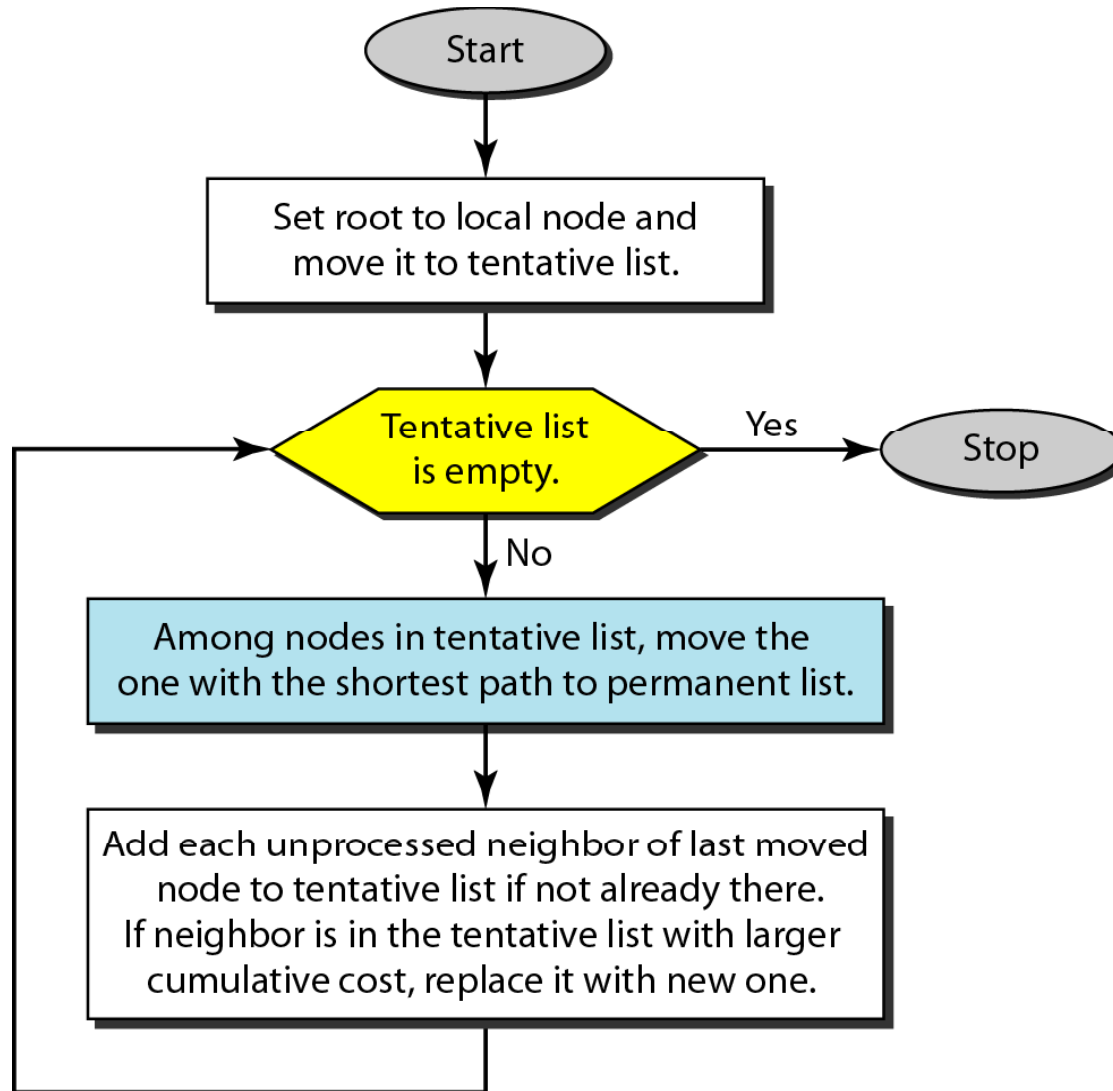 Start
Set root to local node and
move it to tentative list.
Tentative list
is empty.
Yes
Stop
No
Among nodes in tentative list, move the
one with the shortest path to permanent list.
Add each unprocessed neighbor of last moved
node to tentative list if not already there.
If neighbor is in the tentative list with larger
cumulative cost, replace it with new one.